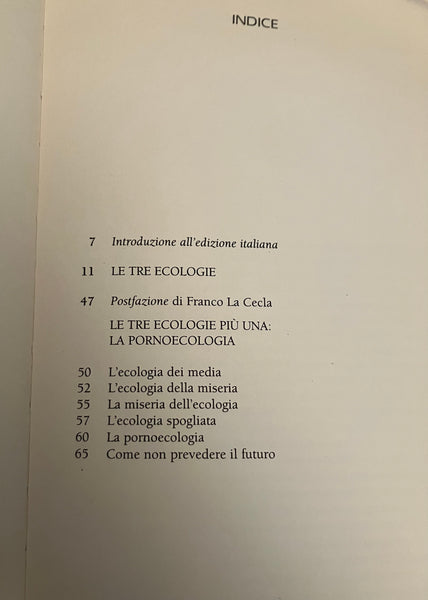 INDICE
7 Introduzione all'edizione italiana
11 LE TRE ECOLOGIE
47 Postfazione di Franco La Cecla
LE TRE ECOLOGIE PIÙ UNA:
LA PORNOECOLOGIA
50 L'ecologia dei media
52 L'ecologia della miseria
55 La miseria dell'ecologia
57 L'ecologia spogliata
60 La pornoecologia
65 Come non prevedere il futuro